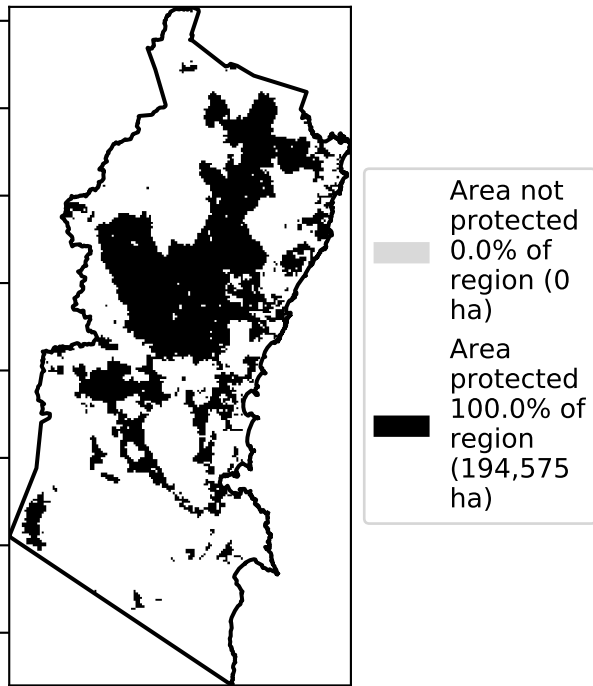 Area not
protected
0.0% of
region (0
ha)
Area
protected
100.0% of
region
(194,575
ha)